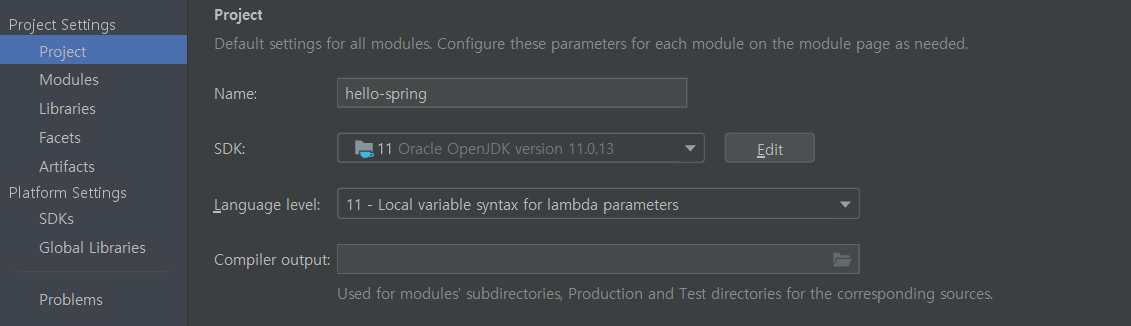 Project Settings
Project
Modules
Libraries
Facets
Artifacts
Platform Settings
SDKs
Global Libraries
Problems
Project
Default settings for all modules. Configure these parameters for each module on the module page as needed.
Name: hello-spring
SDK: 11 Oracle OpenJDK version 11.0.13 Edit
Language level: 11 - Local variable syntax for lambda parameters
Compiler output:
Used for modules' subdirectories, Production and Test directories for the corresponding sources.